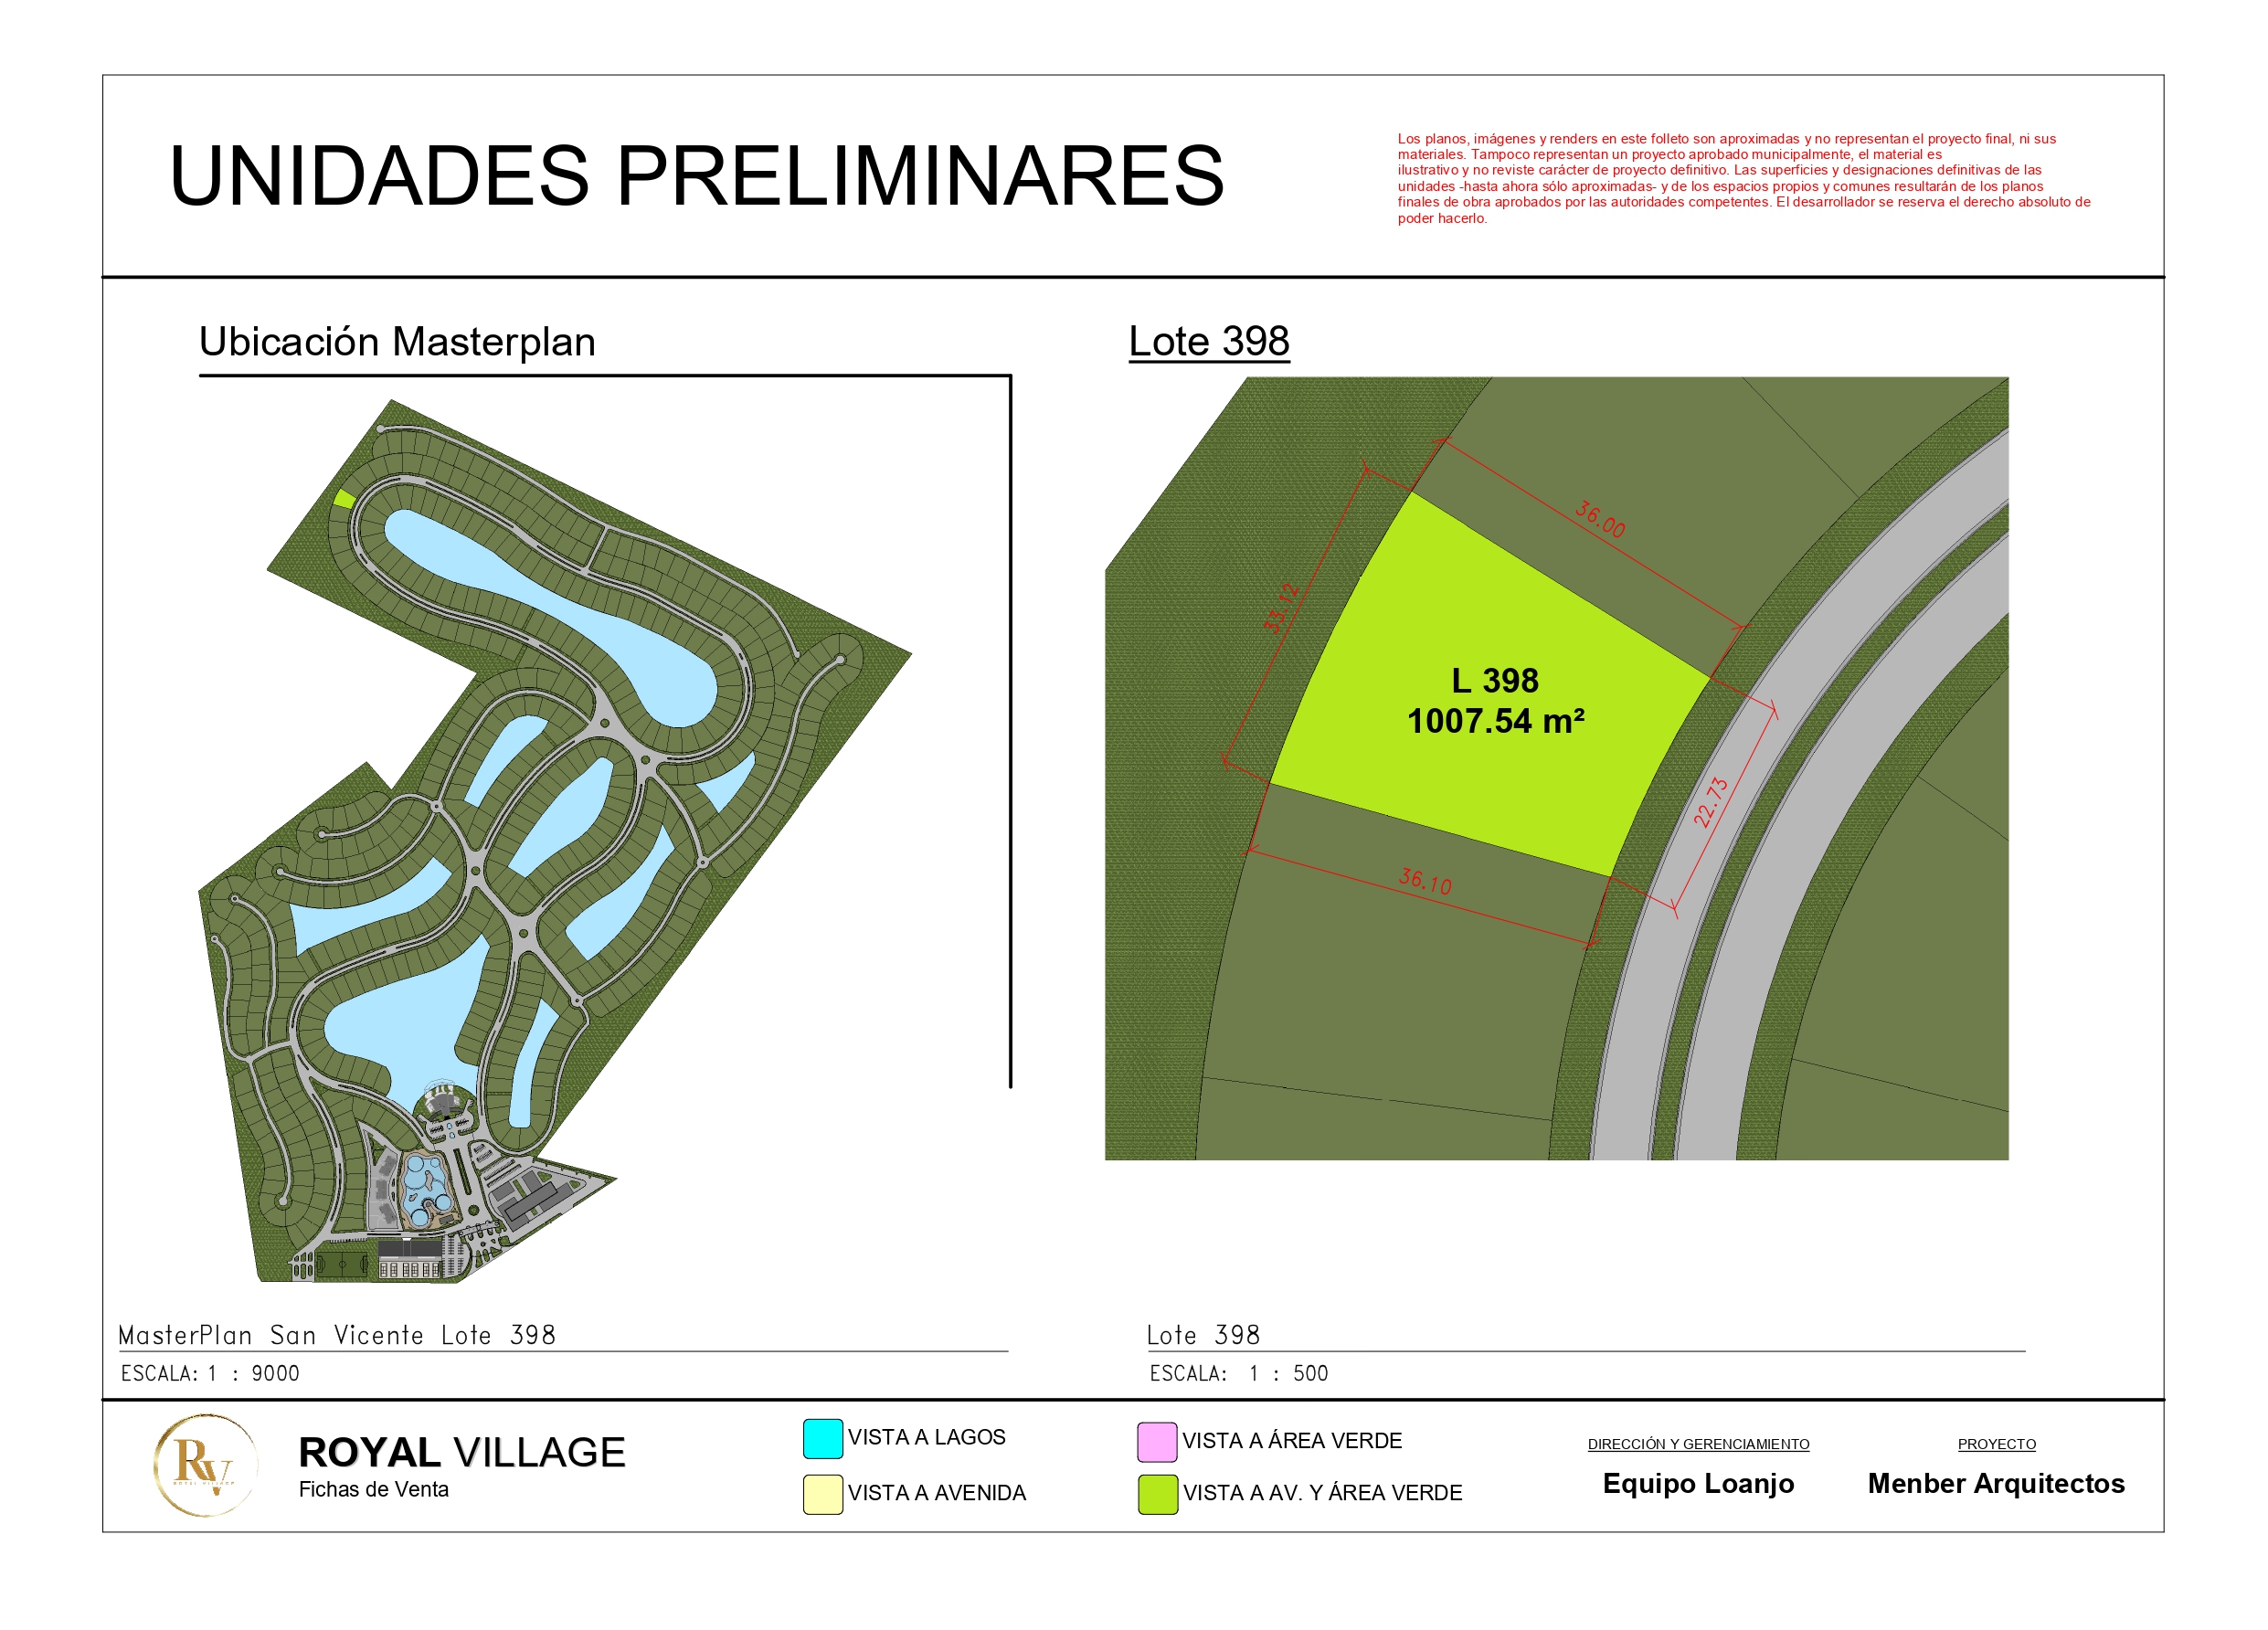 UNIDADES PRELIMINARES
Los planos, imágenes y renders en este folleto son aproximadas y no representan el proyecto final, ni sus
materiales. Tampoco representan un proyecto aprobado municipalmente, el material es
ilustrativo y no reviste carácter de proyecto definitivo. Las superficies y designaciones definitivas de las
unidades -hasta ahora sólo aproximadas- y de los espacios propios y comunes resultarán de los planos
finales de obra aprobados por las autoridades competentes. El desarrollador se reserva el derecho absoluto de
poder hacerlo.
Ubicación Masterplan
Lote 398
36.00
33.12
L 398
1007.54 m²
22.73
36.10
MasterPlan San Vicente Lote 398
ESCALA: 1 : 9000
Lote 398
ESCALA: 1 : 500
RV
ROYAL VILLAGE
ROYAL VILLAGE
Fichas de Venta
VISTA A LAGOS
VISTA A AVENIDA
VISTA A ÁREA VERDE
VISTA A AV. Y ÁREA VERDE
DIRECCIÓN Y GERENCIAMIENTO
Equipo Loanjo
PROYECTO
Menber Arquitectos